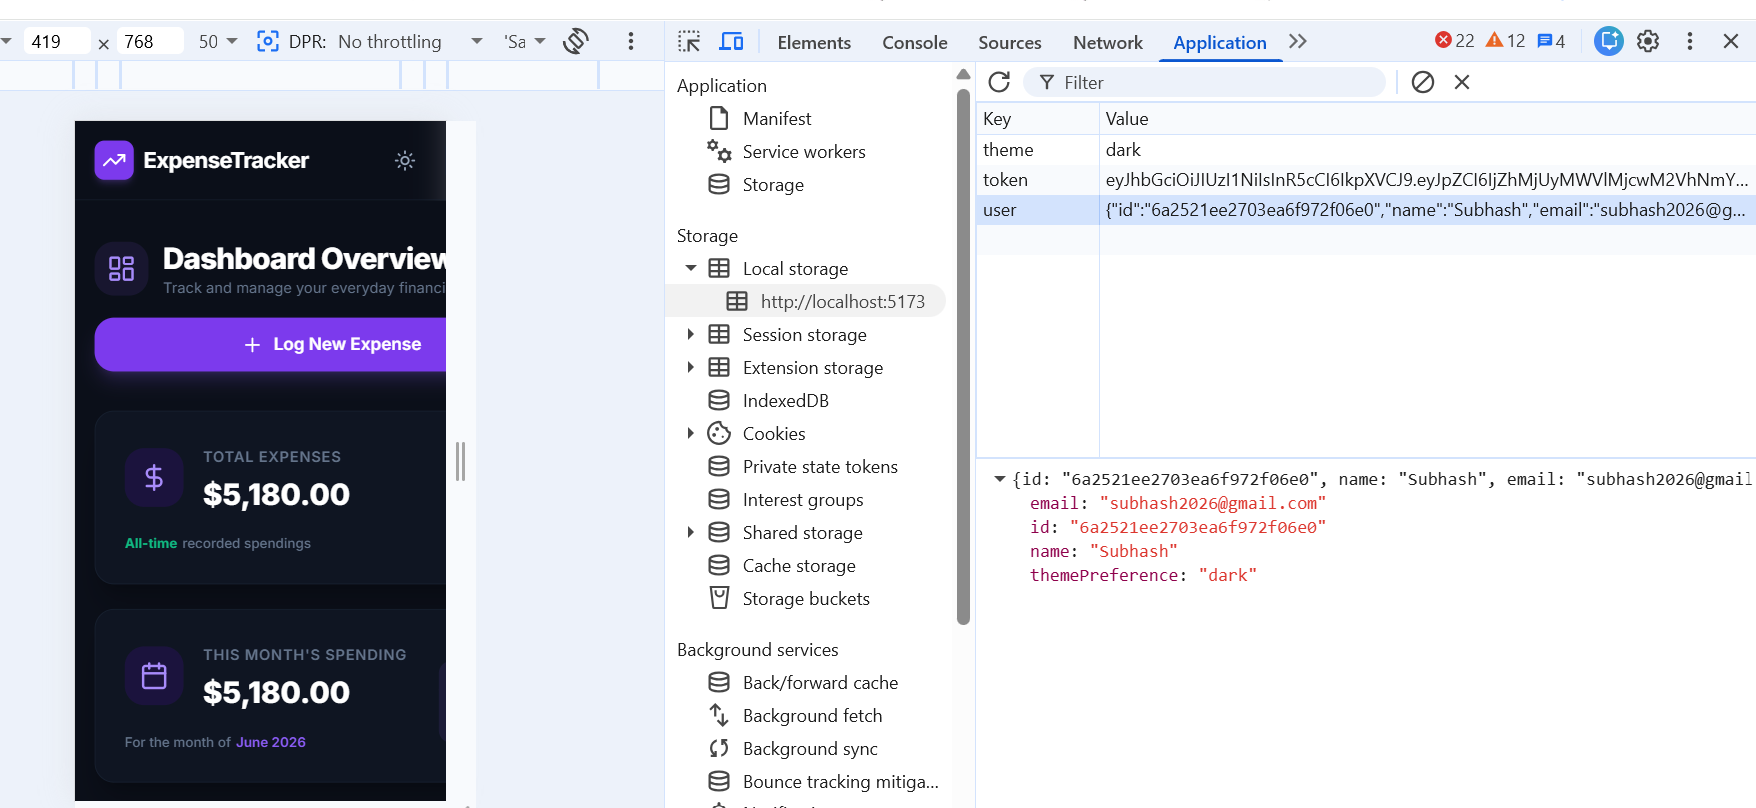 419 × 768 50 DPR: No throttling 'Sa
Elements Console Sources Network Application 22 12 4
ExpenseTracker
Dashboard Overview
Track and manage your everyday financi
Log New Expense
TOTAL EXPENSES
$5,180.00
All-time recorded spendings
THIS MONTH'S SPENDING
$5,180.00
For the month of June 2026
Application
Manifest
Service workers
Storage
Storage
Local storage
http://localhost:5173
Session storage
Extension storage
IndexedDB
Cookies
Private state tokens
Interest groups
Shared storage
Cache storage
Storage buckets
Background services
Back/forward cache
Background fetch
Background sync
Bounce tracking mitiga...
Filter
Key Value
theme dark
token eyJhbGciOiJIUzI1NiIsInR5cCI6IkpXVCJ9.eyJpZCI6IjZhMjUyMWVlMjcwM2VhNmY...
user {"id":"6a2521ee2703ea6f972f06e0","name":"Subhash","email":"subhash2026@g...
{id: "6a2521ee2703ea6f972f06e0", name: "Subhash", email: "subhash2026@gmail
email: "subhash2026@gmail.com"
id: "6a2521ee2703ea6f972f06e0"
name: "Subhash"
themePreference: "dark"